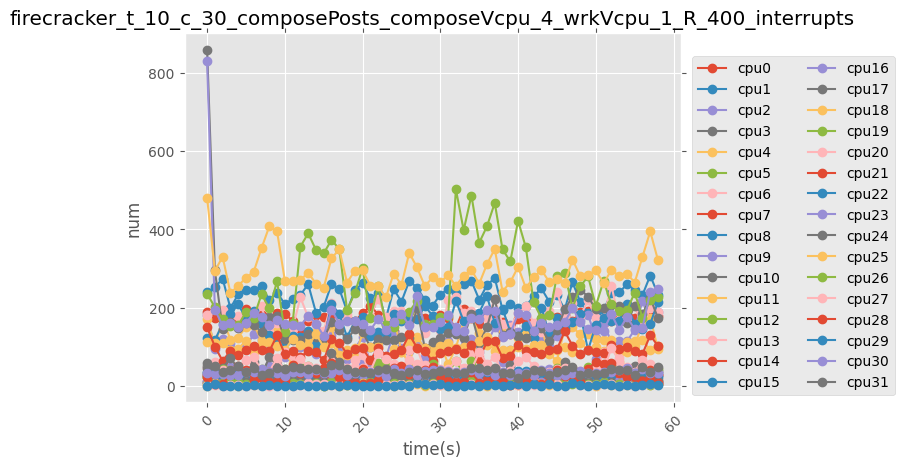 firecracker_t_10_c_30_composePosts_composeVcpu_4_wrkVcpu_1_R_400_interrupts
800
600
400
200
0
num
0 10 20 30 40 50 60
time(s)
cpu0 cpu16
cpu1 cpu17
cpu2 cpu18
cpu3 cpu19
cpu4 cpu20
cpu5 cpu21
cpu6 cpu22
cpu7 cpu23
cpu8 cpu24
cpu9 cpu25
cpu10 cpu26
cpu11 cpu27
cpu12 cpu28
cpu13 cpu29
cpu14 cpu30
cpu15 cpu31